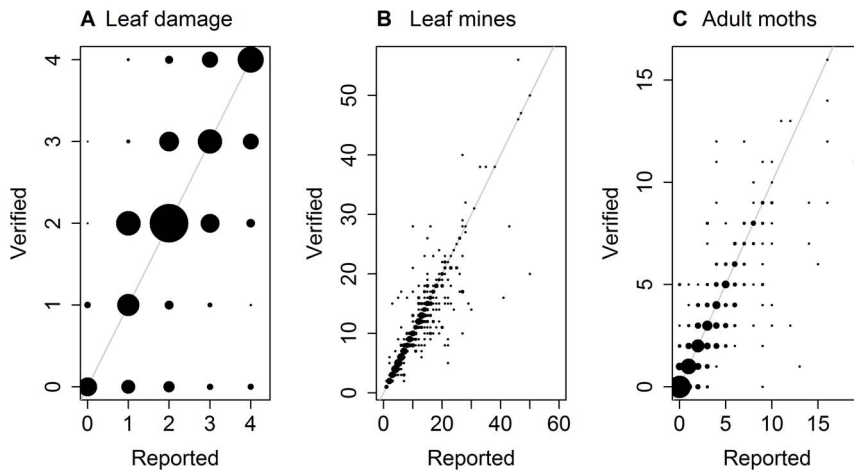 A Leaf damage
B Leaf mines
C Adult moths
Verified
4
3
2
1
0
0 1 2 3 4
Reported
Verified
50
40
30
20
10
0
0 20 40 60
Reported
Verified
15
10
5
0
0 5 10 15
Reported